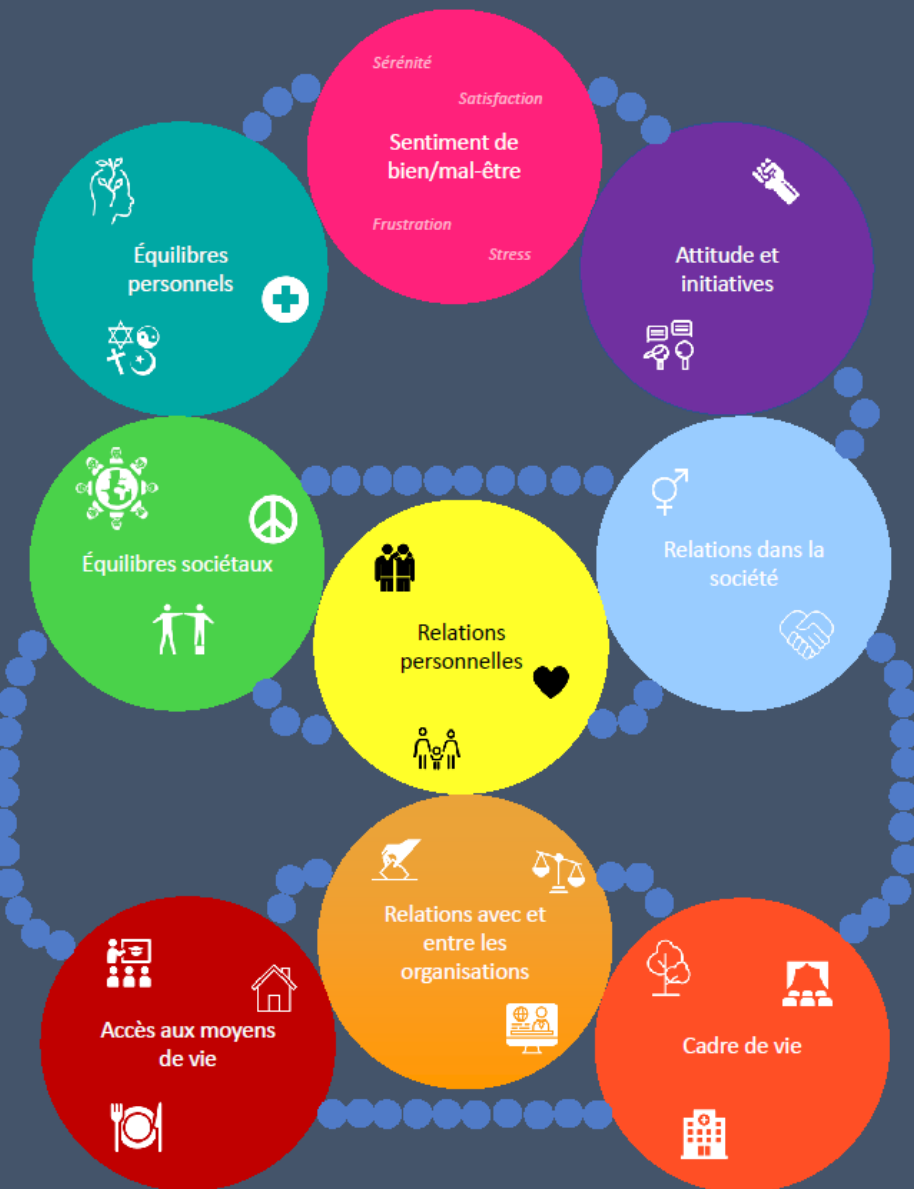 Sérénité
Satisfaction
Sentiment de
bien/mal-être
Frustration
Stress
Équilibres
personnels
Attitude et
initiatives
Équilibres sociétaux
Relations dans la
société
Relations
personnelles
Relations avec et
entre les
organisations
Accès aux moyens
de vie
Cadre de vie